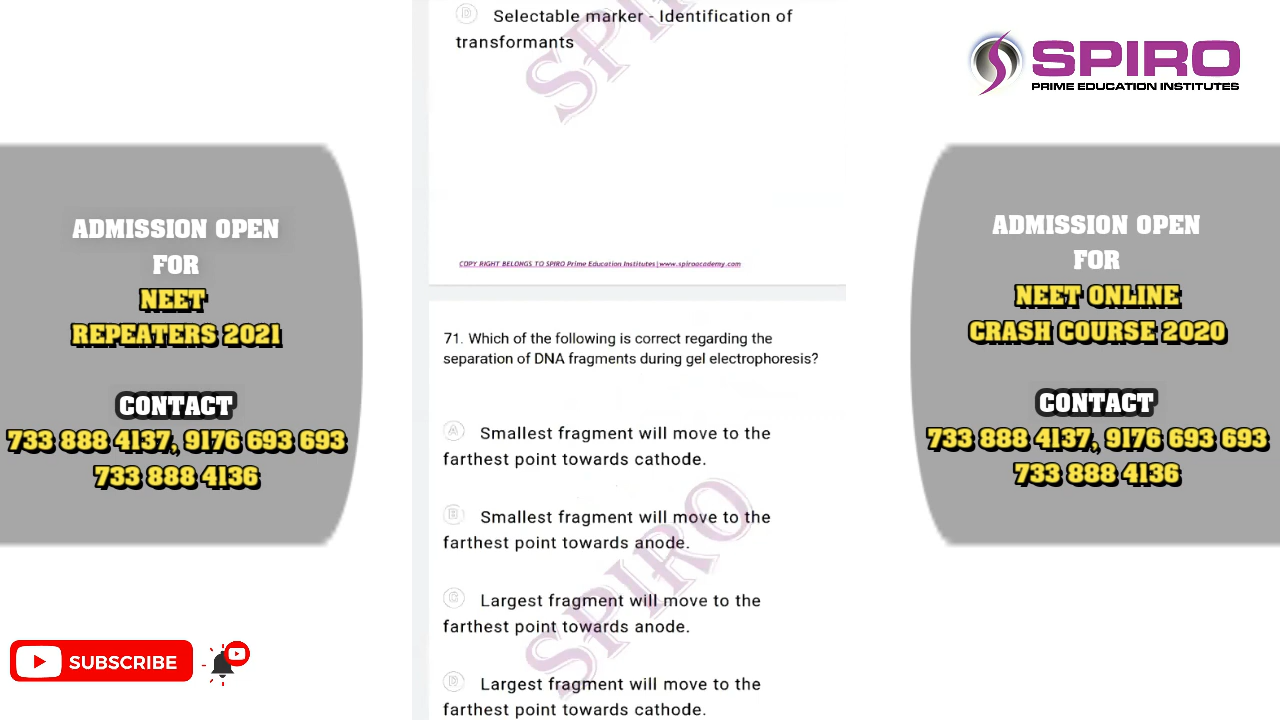 D Selectable marker - Identification of
transformants
SPIRO
SPIRO
PRIME EDUCATION INSTITUTES
ADMISSION OPEN
FOR
NEET
REPEATERS 2021
CONTACT
733 888 4137, 9176 693 693
733 888 4136
COPY RIGHT BELONGS TO SPIRO Prime Education Institutes|www.spiroacademy.com
71. Which of the following is correct regarding the
separation of DNA fragments during gel electrophoresis?
A Smallest fragment will move to the
farthest point towards cathode.
B Smallest fragment will move to the
farthest point towards anode.
C Largest fragment will move to the
farthest point towards anode.
D Largest fragment will move to the
farthest point towards cathode.
SPIRO
ADMISSION OPEN
FOR
NEET ONLINE
CRASH COURSE 2020
CONTACT
733 888 4137, 9176 693 693
733 888 4136
SUBSCRIBE